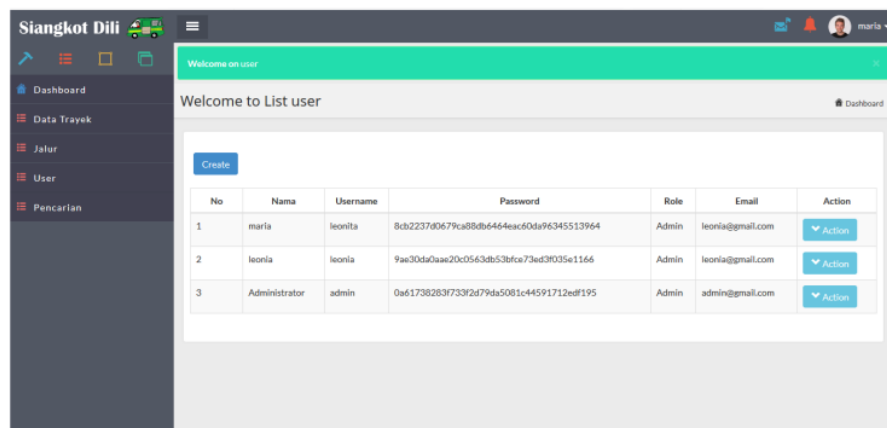 Siangkot Dili
maria
Welcome on user
Dashboard
Welcome to List user
Dashboard
Data Trayek
Jalur
User
Pencarian
Create
No Nama Username Password Role Email Action
1 maria leonita 8cb2237d0679ca88db6464eac60da96345513964 Admin leonia@gmail.com Action
2 leonia leonia 9ae30da0aae20c0563db53bfce73ed3f035e1166 Admin leonia@gmail.com Action
3 Administrator admin 0a61738283f733f2d79da5081c44591712edf195 Admin admin@gmail.com Action